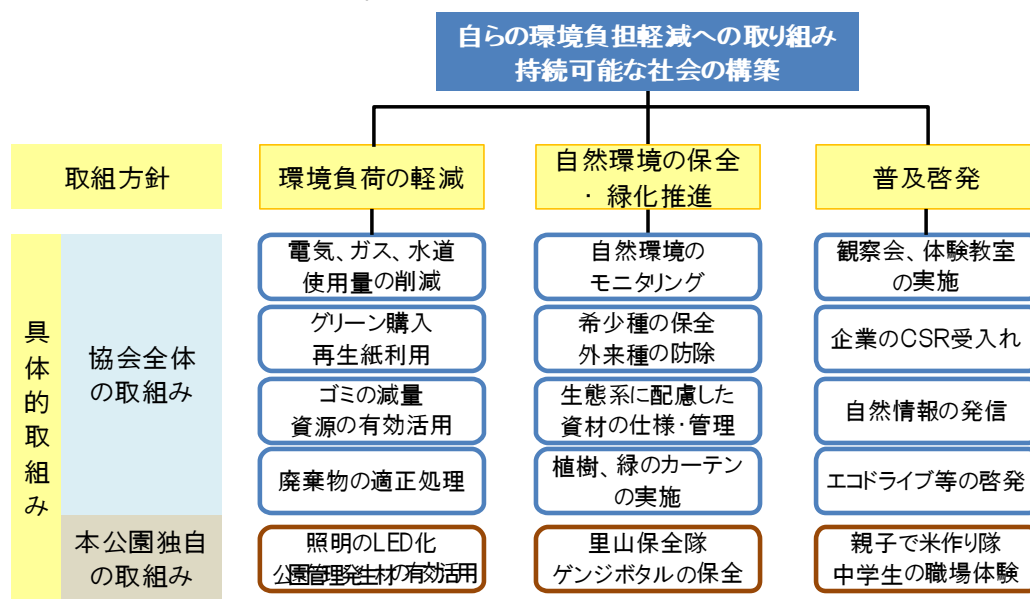 自らの環境負担軽減への取り組み
持続可能な社会の構築
取組方針
環境負荷の軽減
自然環境の保全
・ 緑化推進
普及啓発
具体的取組み
協会全体
の取組み
電気、ガス、水道
使用量の削減
自然環境の
モニタリング
観察会、体験教室
の実施
グリーン購入
再生紙利用
希少種の保全
外来種の防除
企業のCSR受入れ
ゴミの減量
資源の有効活用
生態系に配慮した
資材の仕様・管理
自然情報の発信
廃棄物の適正処理
植樹、緑のカーテン
の実施
エコドライブ等の啓発
本公園独自
の取組み
照明のLED化
公園管理発生材の有効活用
里山保全隊
ゲンジボタルの保全
親子で米作り隊
中学生の職場体験